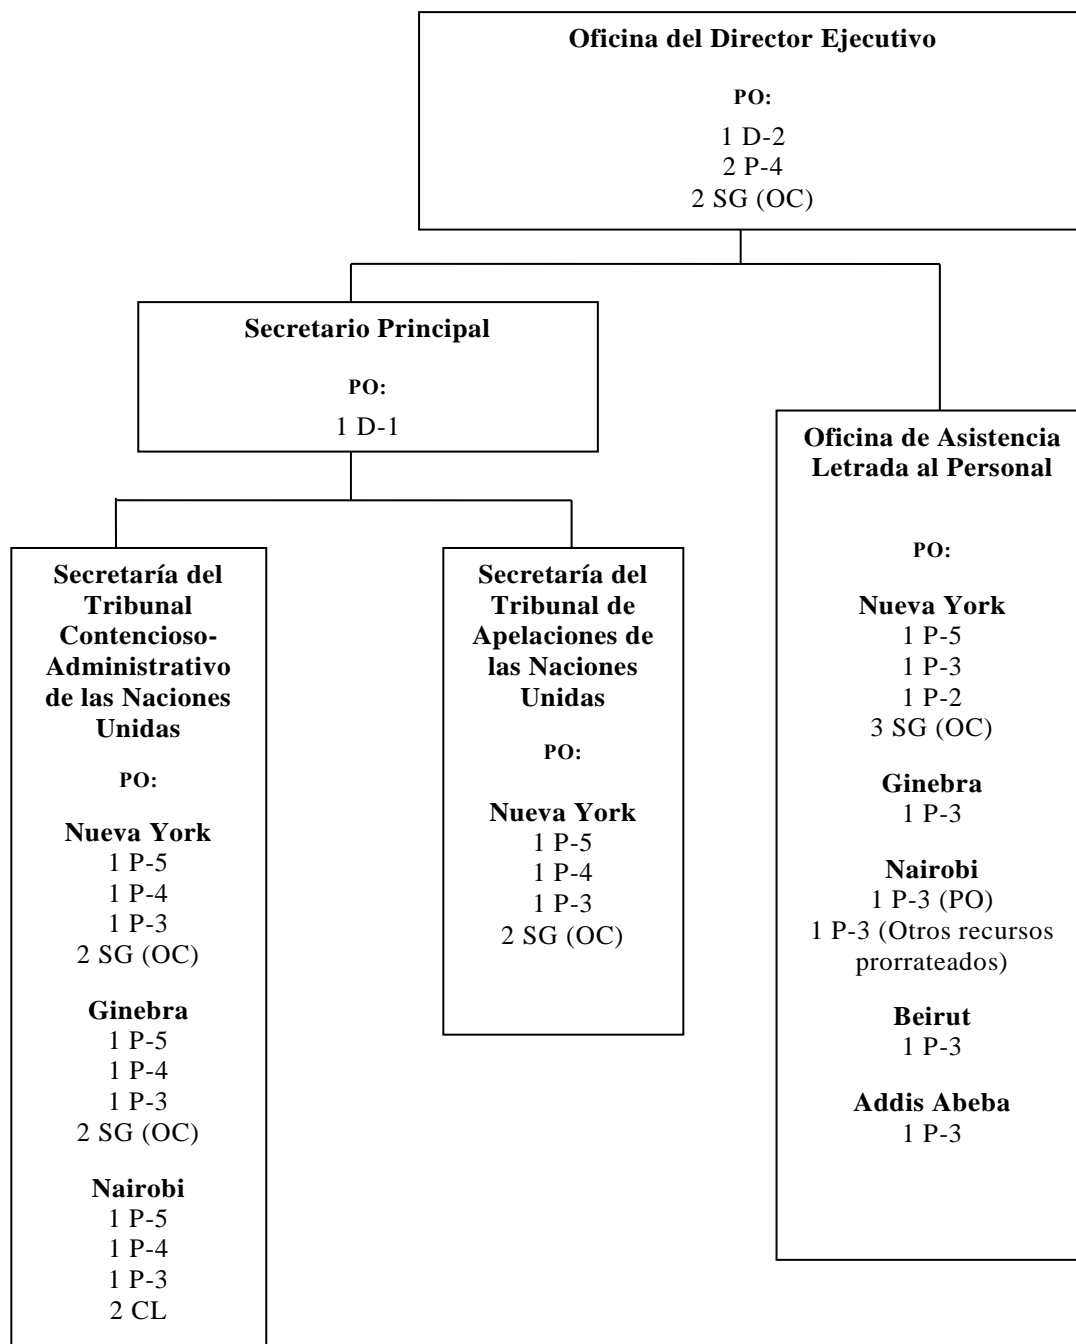 Oficina del Director Ejecutivo
PO:
1 D-2
2 P-4
2 SG (OC)
Secretario Principal
PO:
1 D-1
Secretaría del
Tribunal
Contencioso-
Administrativo
de las Naciones
Unidas
PO:
Nueva York
1 P-5
1 P-4
1 P-3
2 SG (OC)
Ginebra
1 P-5
1 P-4
1 P-3
2 SG (OC)
Nairobi
1 P-5
1 P-4
1 P-3
2 CL
Secretaría del
Tribunal de
Apelaciones de
las Naciones
Unidas
PO:
Nueva York
1 P-5
1 P-4
1 P-3
2 SG (OC)
Oficina de Asistencia
Letrada al Personal
PO:
Nueva York
1 P-5
1 P-3
1 P-2
3 SG (OC)
Ginebra
1 P-3
Nairobi
1 P-3 (PO)
1 P-3 (Otros recursos
prorrateados)
Beirut
1 P-3
Addis Abeba
1 P-3